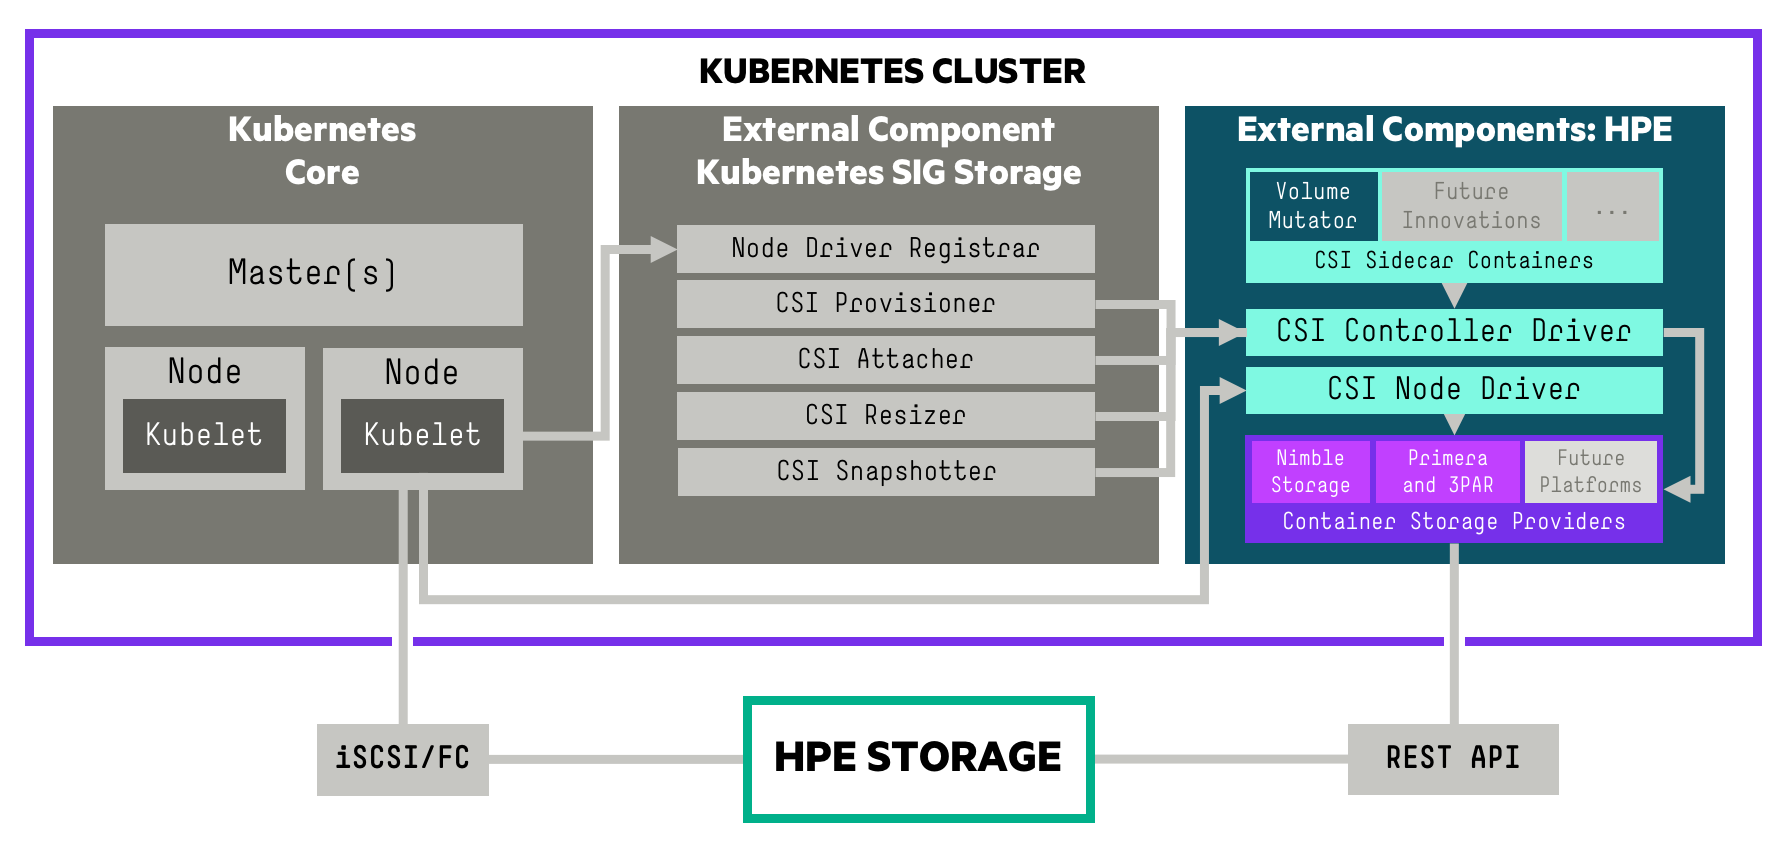 KUBERNETES CLUSTER
Kubernetes
Core
Master(s)
Node
Kubelet
Node
Kubelet
External Component
Kubernetes SIG Storage
Node Driver Registrar
CSI Provisioner
CSI Attacher
CSI Resizer
CSI Snapshotter
External Components: HPE
Volume
Mutator
Future
Innovations
...
CSI Sidecar Containers
CSI Controller Driver
CSI Node Driver
Nimble
Storage
Primera
and 3PAR
Future
Platforms
Container Storage Providers
iSCSI/FC
HPE STORAGE
REST API